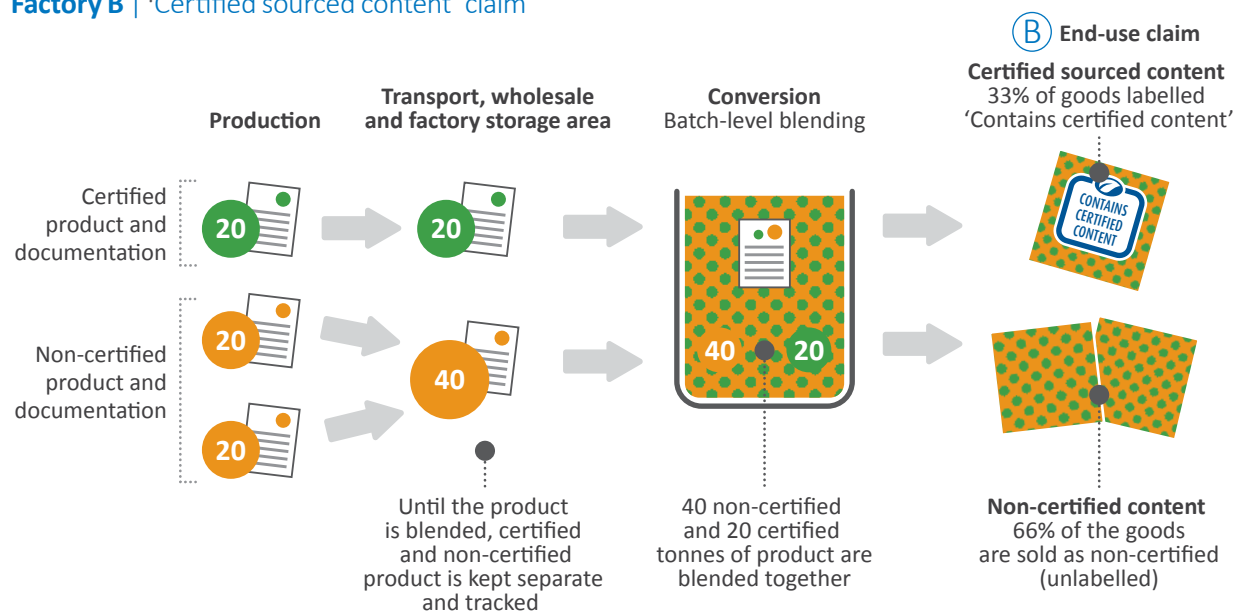 Factory B | 'Certified sourced content' claim
B End-use claim
Certified sourced content
33% of goods labelled
'Contains certified content'
Production
Transport, wholesale
and factory storage area
Conversion
Batch-level blending
Certified
product and
documentation
20
20
CONTAINS
CERTIFIED
CONTENT
Non-certified
product and
documentation
20
20
40
40
20
Until the product
is blended, certified
and non-certified
product is kept separate
and tracked
40 non-certified
and 20 certified
tonnes of product are
blended together
Non-certified content
66% of the goods
are sold as non-certified
(unlabelled)